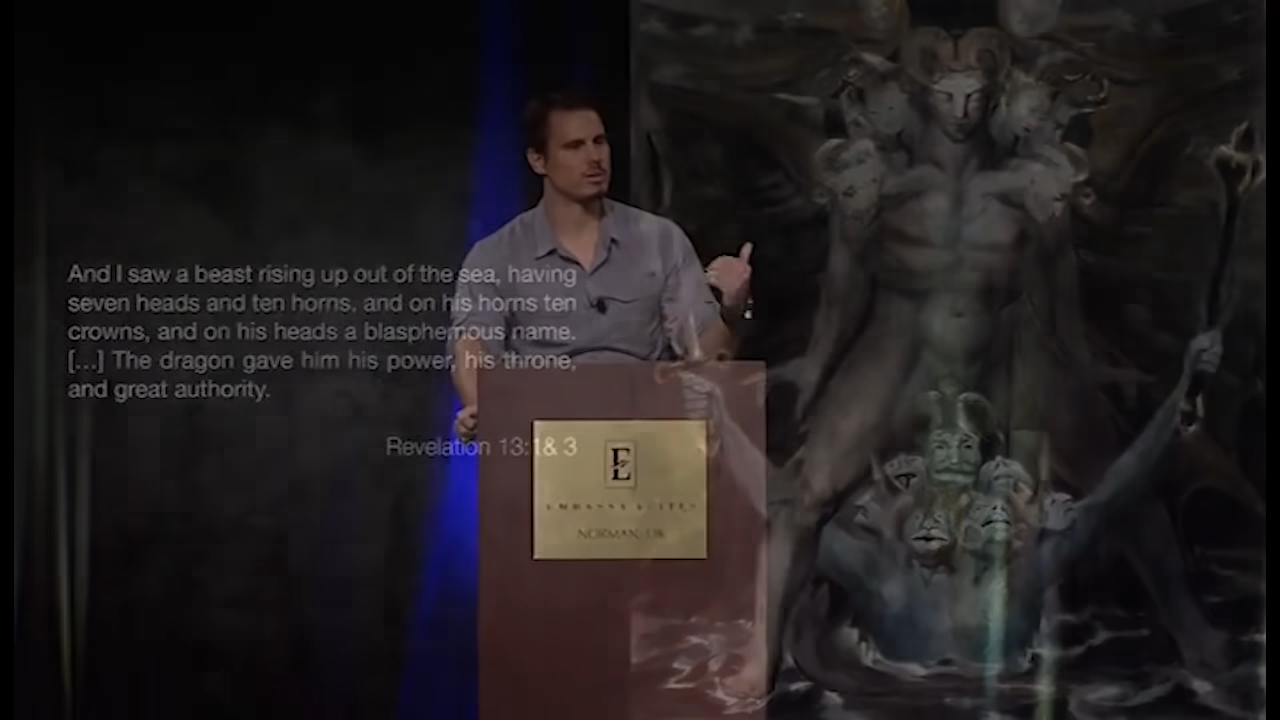 And I saw a beast rising up out of the sea, having
seven heads and ten horns, and on his horns ten
crowns, and on his heads a blasphemous name.
[...] The dragon gave him his power, his throne,
and great authority.
Revelation 13:1& 3
E
EMBASSY SUITES
NORMAN, OK